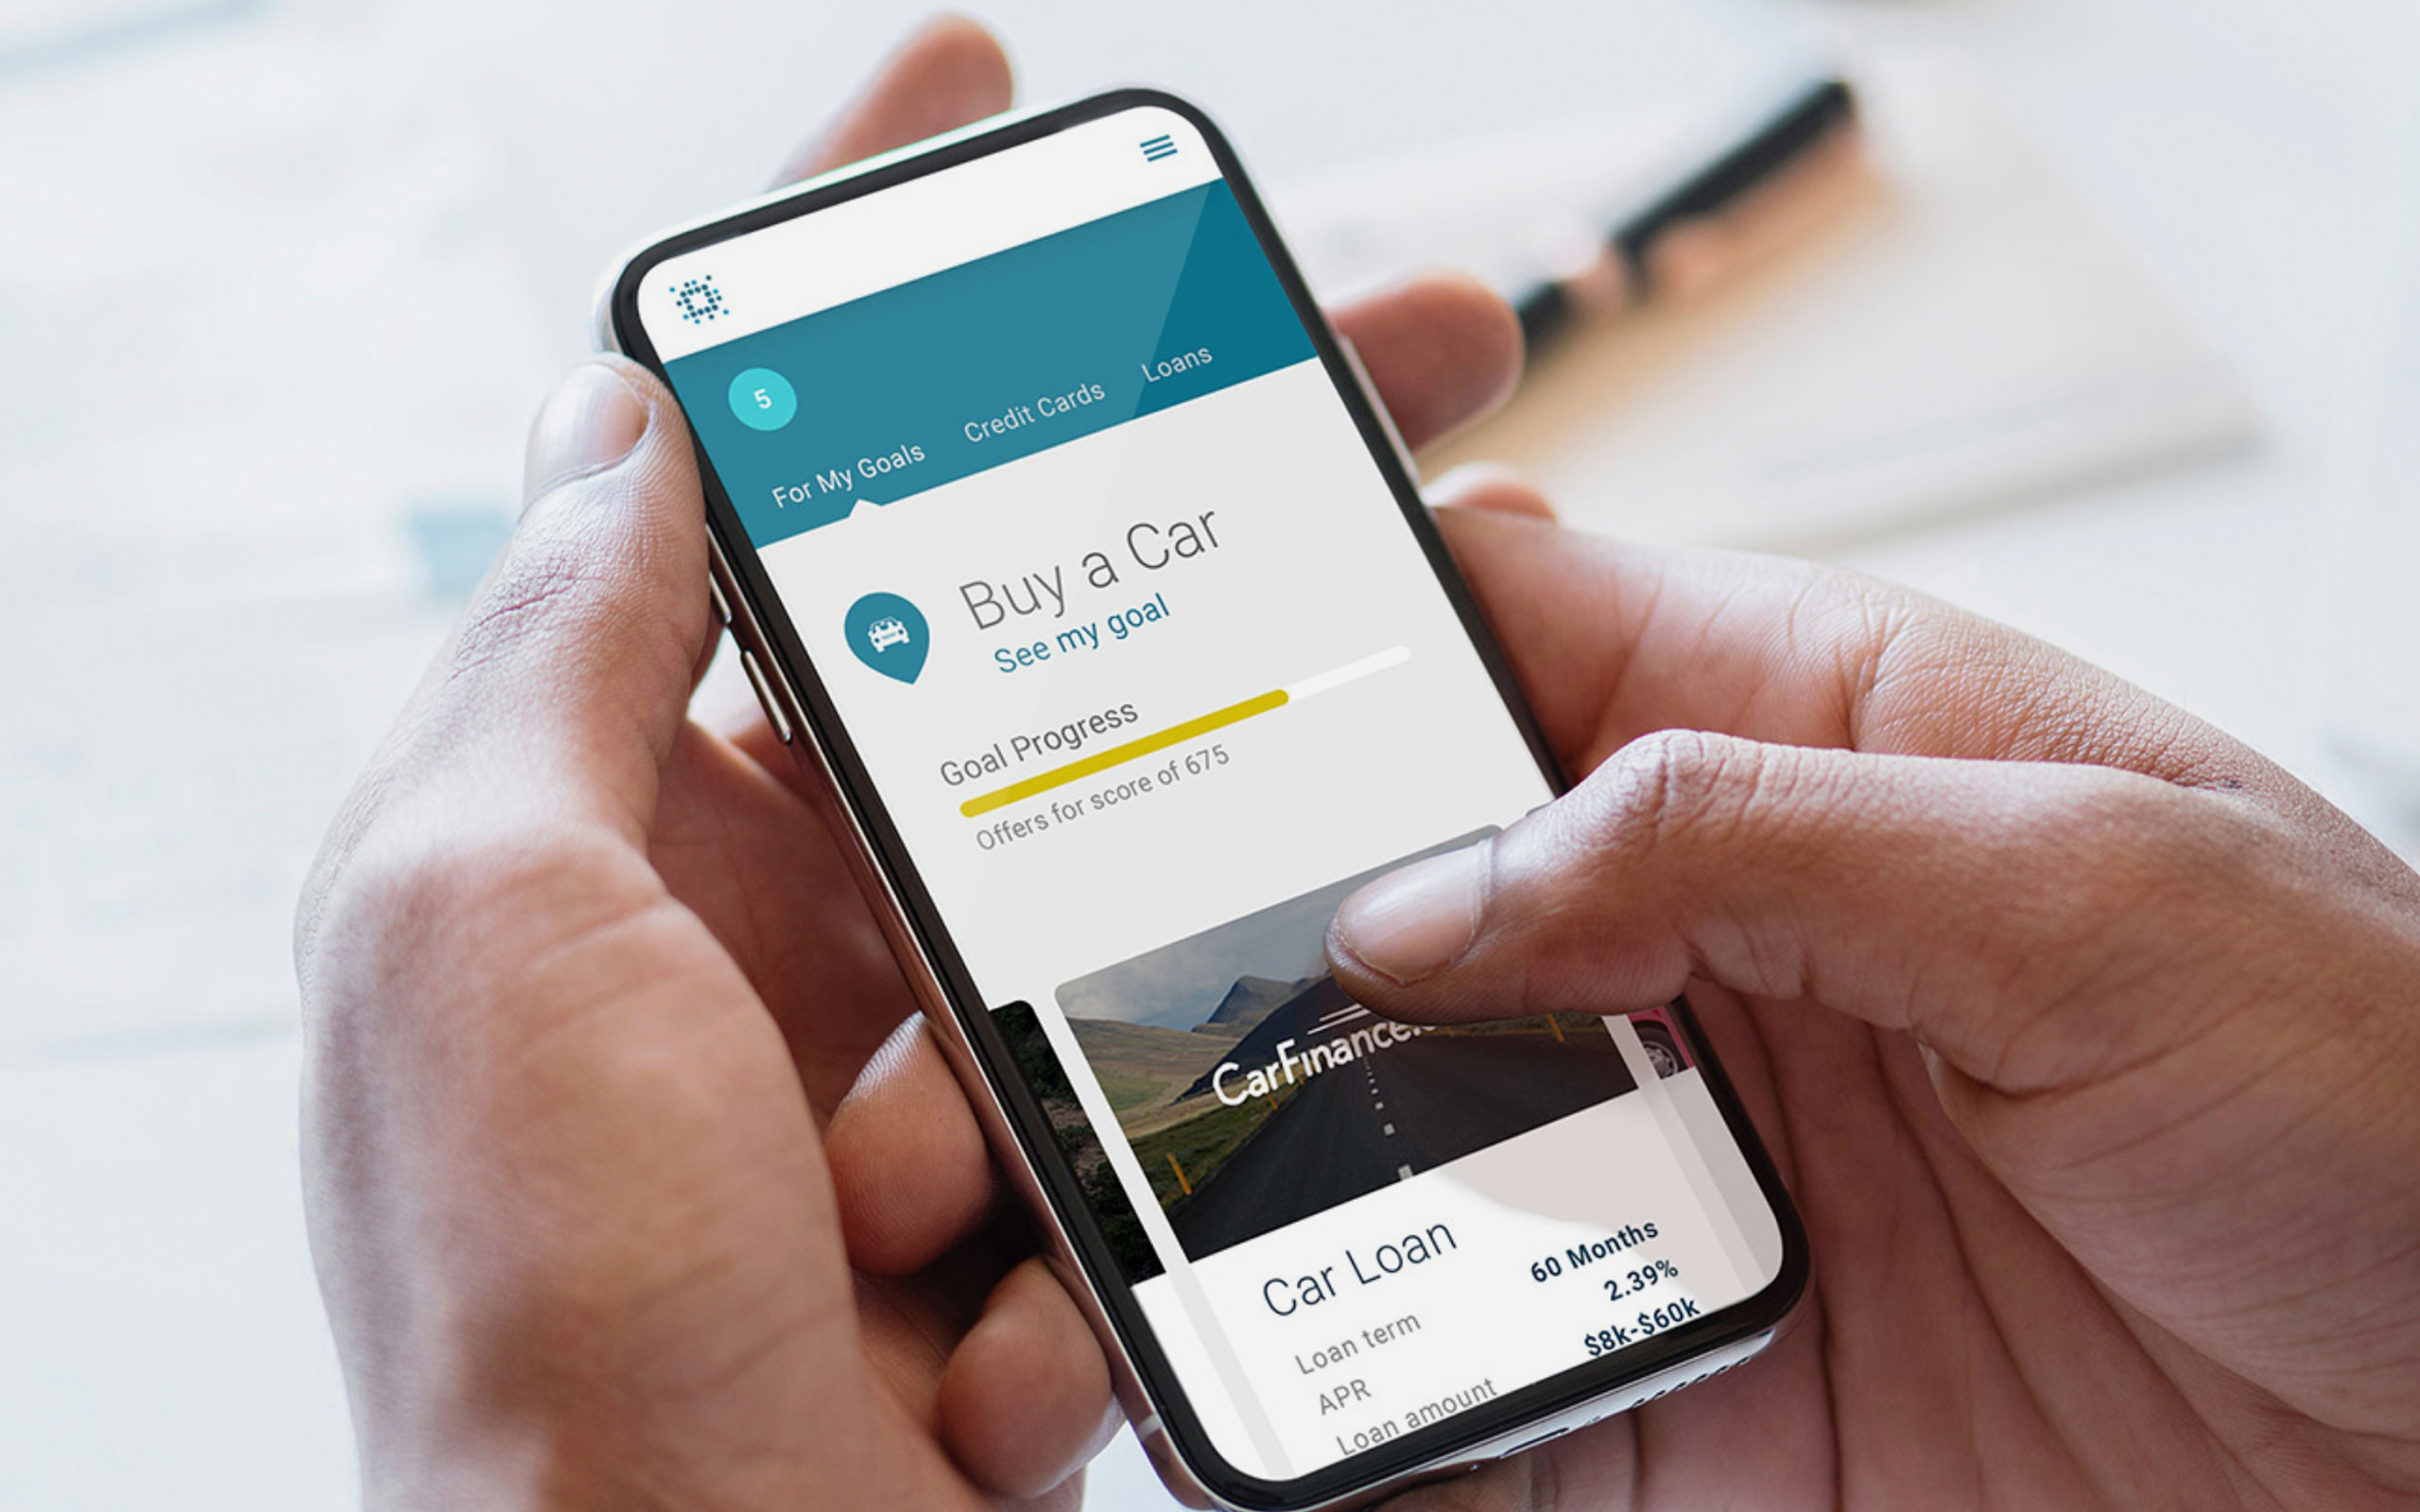 5
For My Goals
Credit Cards
Loans
Buy a Car
See my goal
Goal Progress
Offers for score of 675
Car Loan
Loan term 60 Months
APR 2.39%
Loan amount $8k-$60k